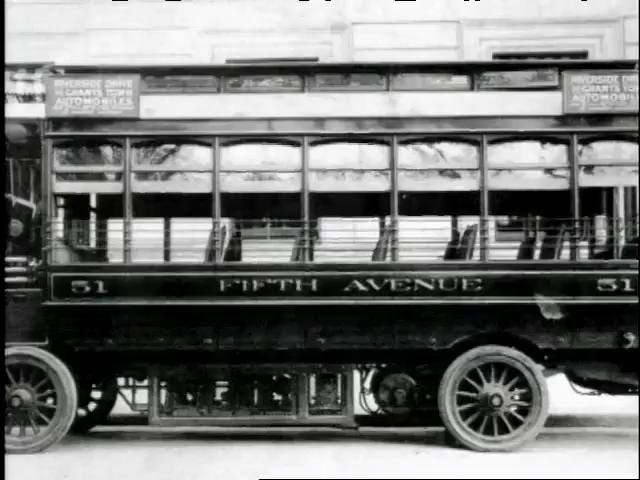 RIVERSIDE DRIVE
GRANTS TOMB
AUTOMOBILES
RIVERSIDE DRIVE
GRANTS TOMB
AUTOMOBILES
51 FIFTH AVENUE 51